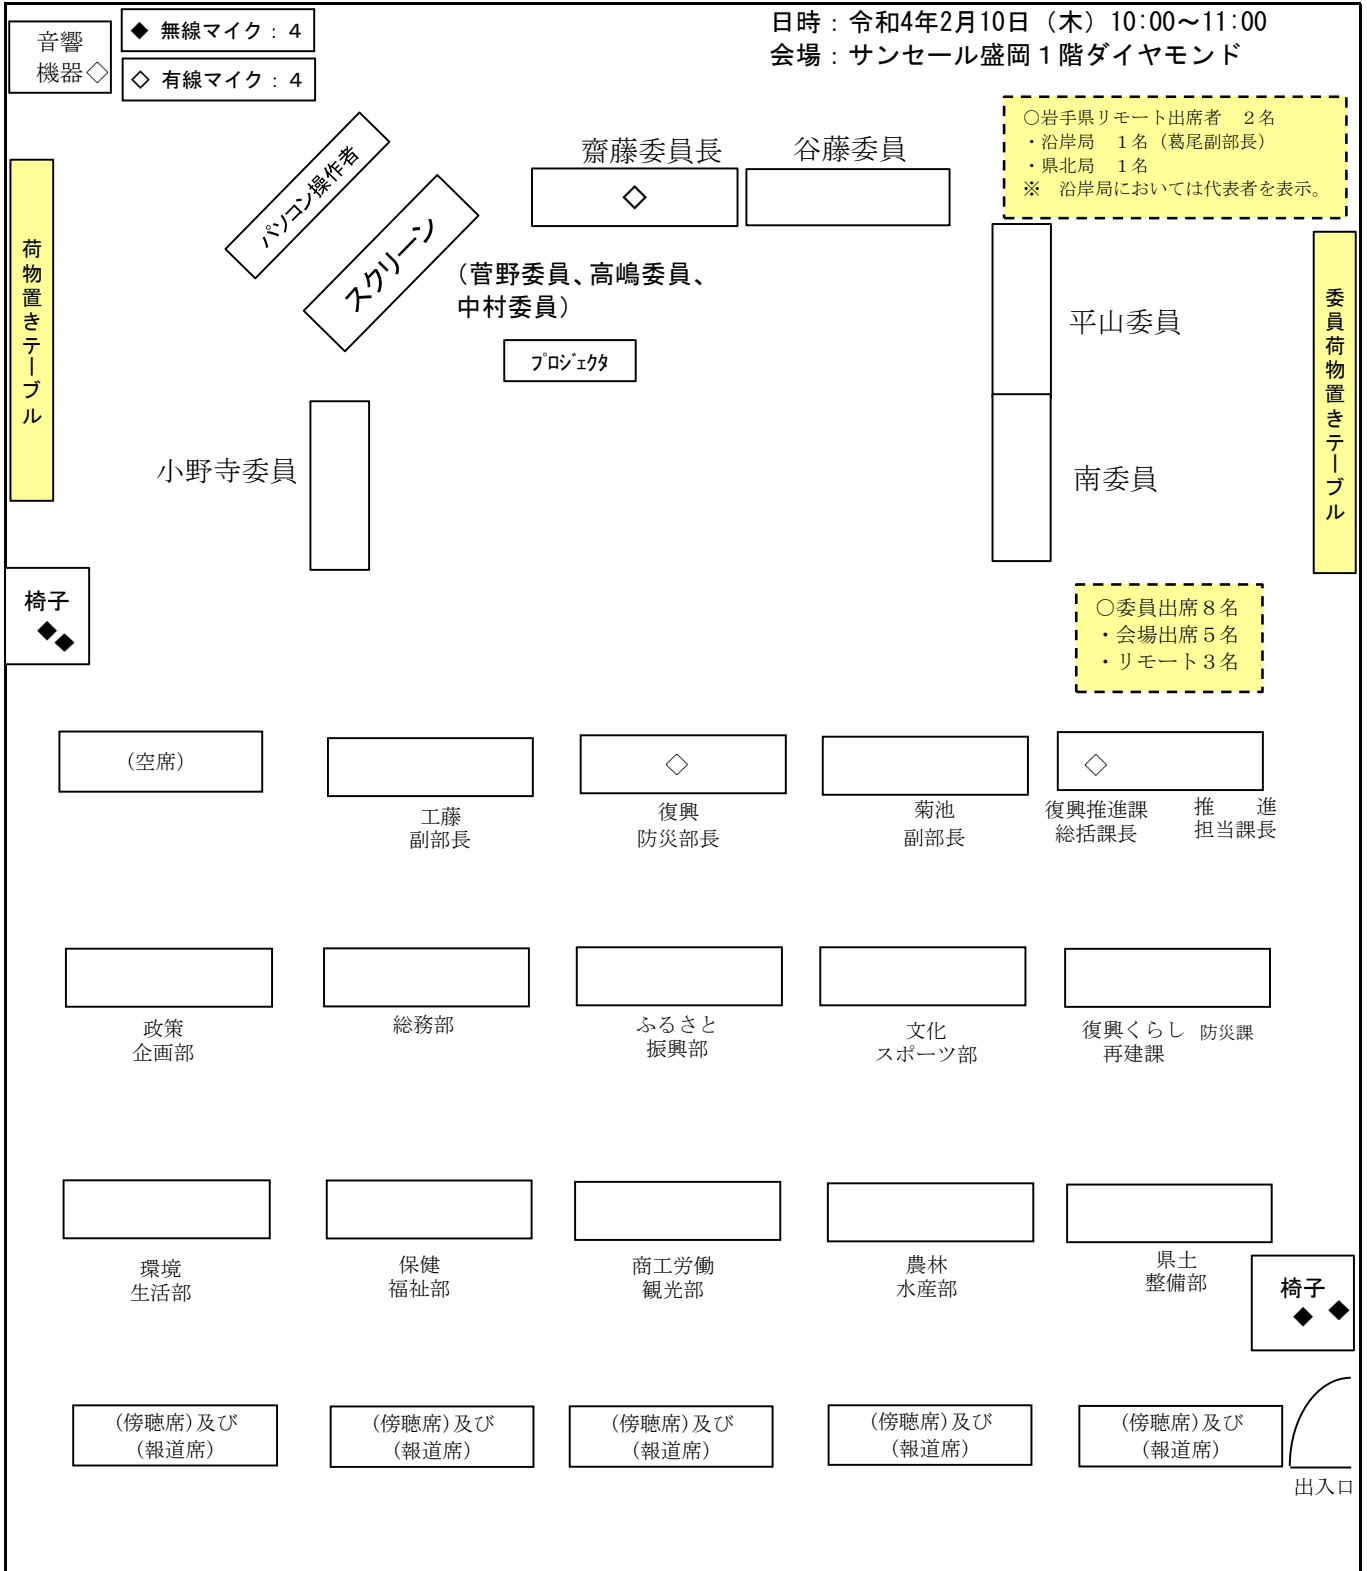 日時：令和4年2月10日（木）10:00～11:00
会場：サンセール盛岡１階ダイヤモンド
音響
機器◇
◆ 無線マイク：4
◇ 有線マイク：4
○岩手県リモート出席者　２名
・沿岸局　１名（葛尾副部長）
・県北局　１名
※　沿岸局においては代表者を表示。
パソコン操作者
スクリーン
齋藤委員長
◇
谷藤委員
（菅野委員、高嶋委員、
中村委員）
プロジェクタ
荷物置きテーブル
委員荷物置きテーブル
平山委員
小野寺委員
南委員
椅子
◆◆
○委員出席８名
・会場出席５名
・リモート３名
（空席）
◇
◇
工藤
副部長
復興
防災部長
菊池
副部長
復興推進課
総括課長
推　進
担当課長
政策
企画部
総務部
ふるさと
振興部
文化
スポーツ部
復興くらし
再建課
防災課
環境
生活部
保健
福祉部
商工労働
観光部
農林
水産部
県土
整備部
椅子
◆ ◆
（傍聴席）及び
（報道席）
（傍聴席）及び
（報道席）
（傍聴席）及び
（報道席）
（傍聴席）及び
（報道席）
（傍聴席）及び
（報道席）
出入口